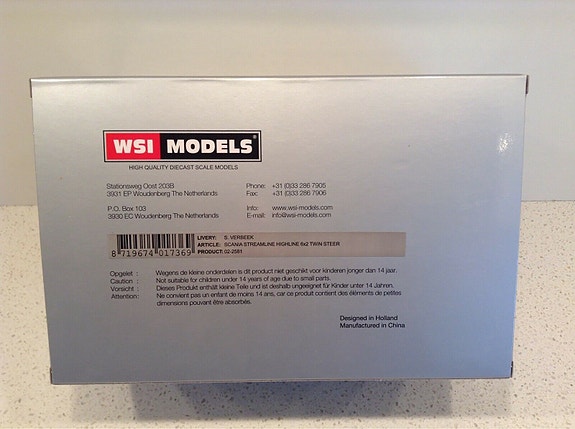 WSI MODELS
HIGH QUALITY DIECAST SCALE MODELS
Stationsweg Oost 203B Phone: +31 (0)33 286 7905
3931 EP Woudenberg The Netherlands Fax: +31 (0)33 286 7906
P.O. Box 103 Info: www.wsi-models.com
3930 EC Woudenberg The Netherlands E-mail: info@wsi-models.com
LIVERY: S. VERBEEK
ARTICLE: SCANIA STREAMLINE HIGHLINE 6x2 TWIN STEER
8 719674 017369 PRODUCT: 02-2581
Opgelet : Wegens de kleine onderdelen is dit product niet geschikt voor kinderen jonger dan 14 jaar.
Caution : Not suitable for children under 14 years of age due to small parts.
Vorsicht : Dieses Produkt enthält kleine Teile und ist deshalb ungeeignet für Kinder unter 14 Jahren.
Attention: Ne convient pas un enfant de moins 14 ans, car ce produit contient des éléments de petites
dimensions pouvant être absorbés.
Designed in Holland
Manufactured in China